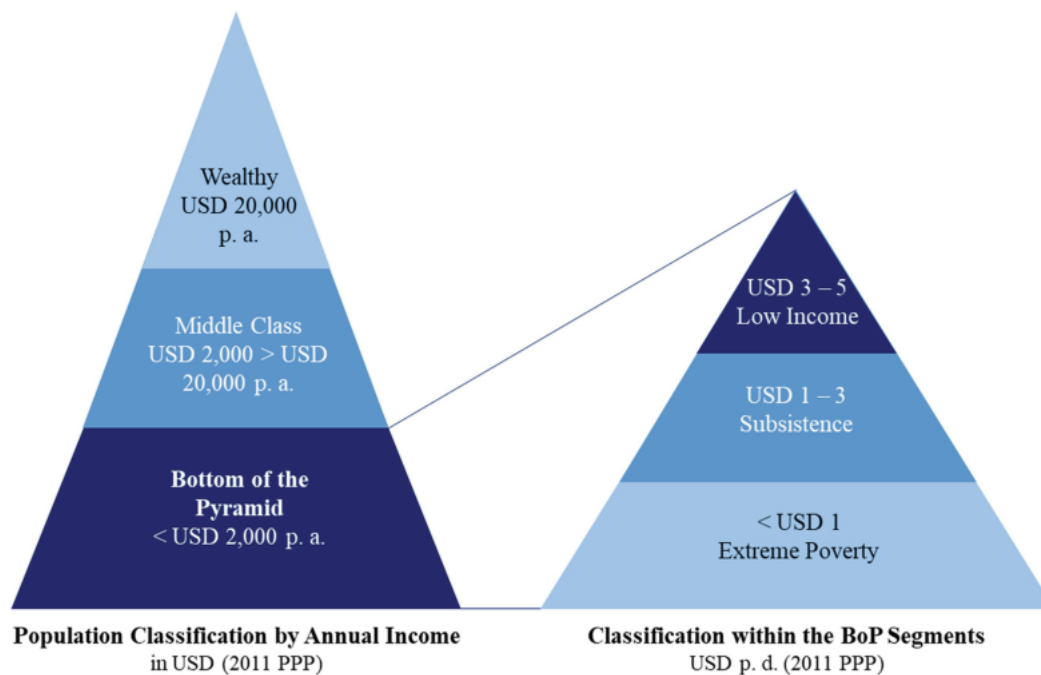 Wealthy
USD 20,000
p. a.
Middle Class
USD 2,000 > USD
20,000 p. a.
Bottom of the
Pyramid
< USD 2,000 p. a.
Population Classification by Annual Income
in USD (2011 PPP)
USD 3 – 5
Low Income
USD 1 – 3
Subsistence
< USD 1
Extreme Poverty
Classification within the BoP Segments
USD p. d. (2011 PPP)